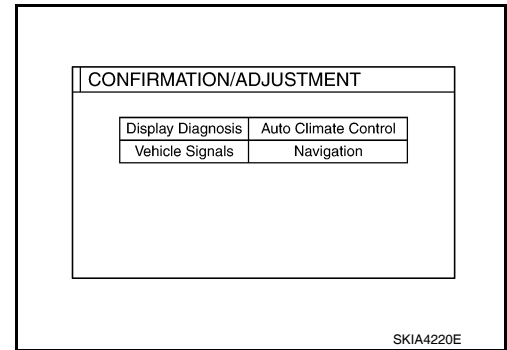 CONFIRMATION/ADJUSTMENT
Display Diagnosis Auto Climate Control
Vehicle Signals Navigation
SKIA4220E